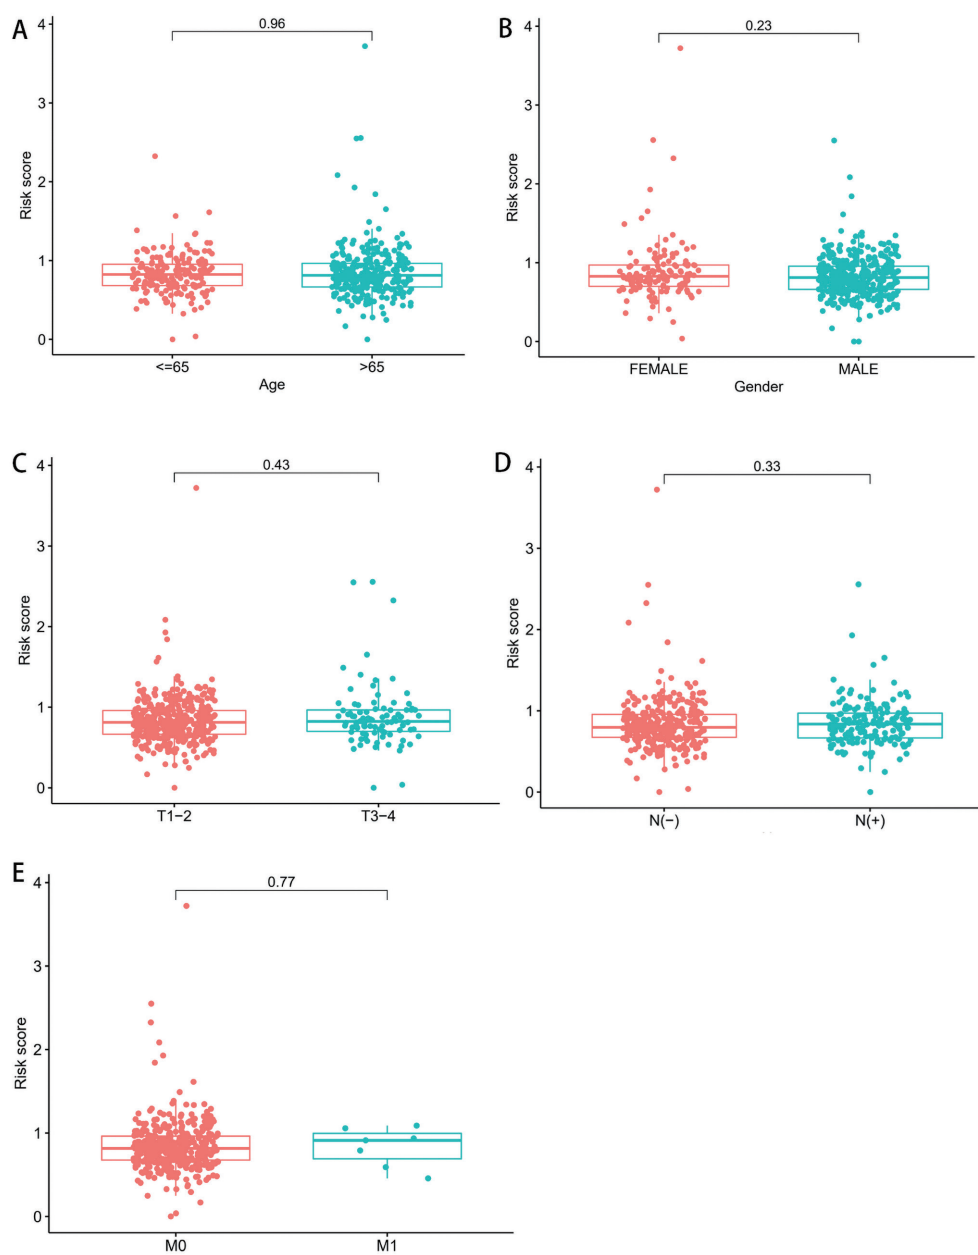 A
0.96
4
3
2
1
0
Risk score
<=65
>65
Age
B
0.23
4
3
2
1
0
Risk score
FEMALE
MALE
Gender
C
0.43
4
3
2
1
0
Risk score
T1−2
T3−4
D
0.33
4
3
2
1
0
Risk score
N(−)
N(+)
E
0.77
4
3
2
1
0
Risk score
M0
M1